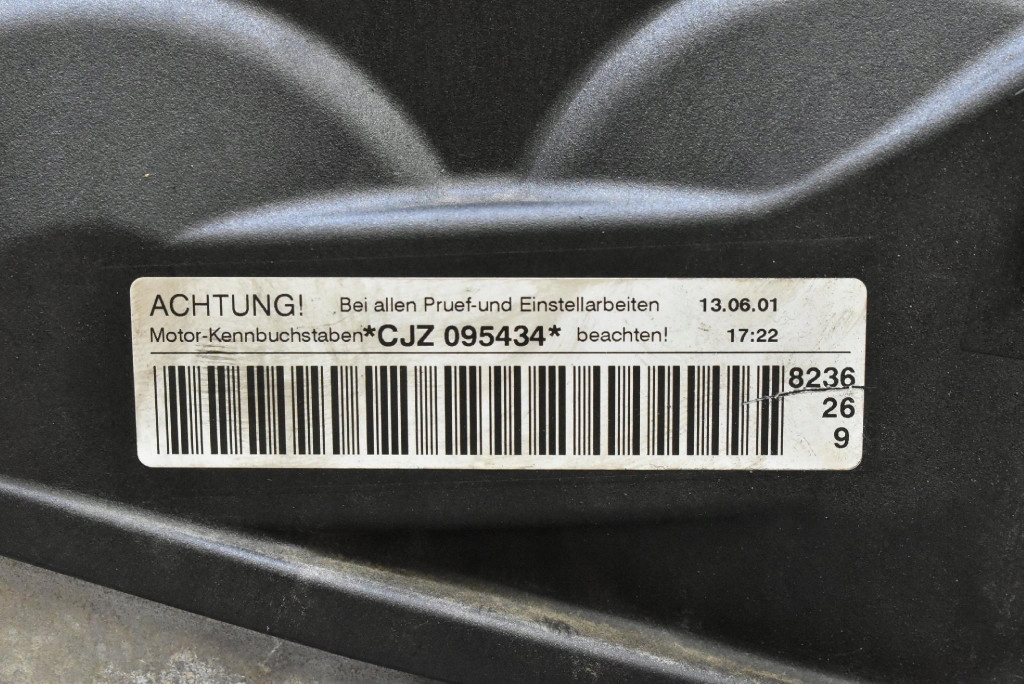 ACHTUNG! Bei allen Pruef-und Einstellarbeiten 13.06.01
Motor-Kennbuchstaben *CJZ 095434* beachten! 17:22
8236
26
9